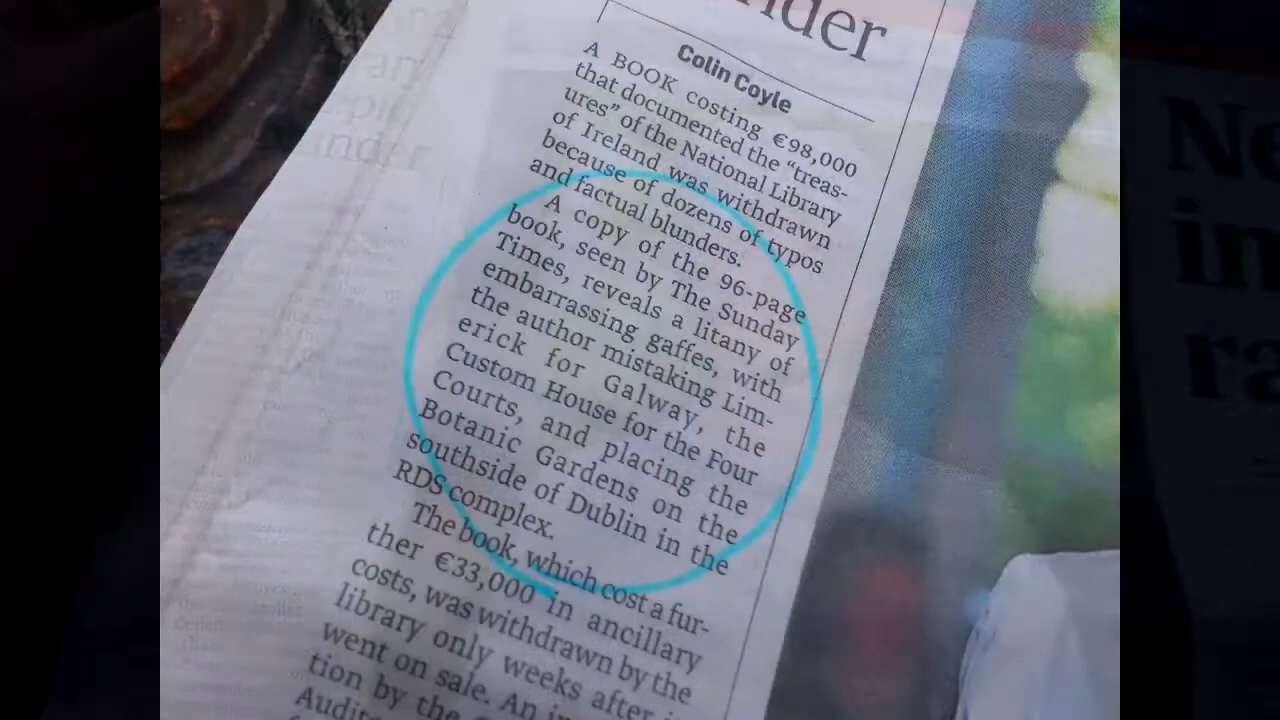 nder
Colin Coyle
A BOOK costing €98,000
that documented the “treas-
ures” of the National Library
of Ireland was withdrawn
because of dozens of typos
and factual blunders.
A copy of the 96-page
book, seen by The Sunday
Times, reveals a litany of
embarrassing gaffes, with
the author mistaking Lim-
erick for Galway, the
Custom House for the Four
Courts, and placing the
Botanic Gardens on the
southside of Dublin in the
RDS complex.
The book, which cost a fur-
ther €33,000 in ancillary
costs, was withdrawn by the
library only weeks after i
went on sale. An in
tion by the
Audit